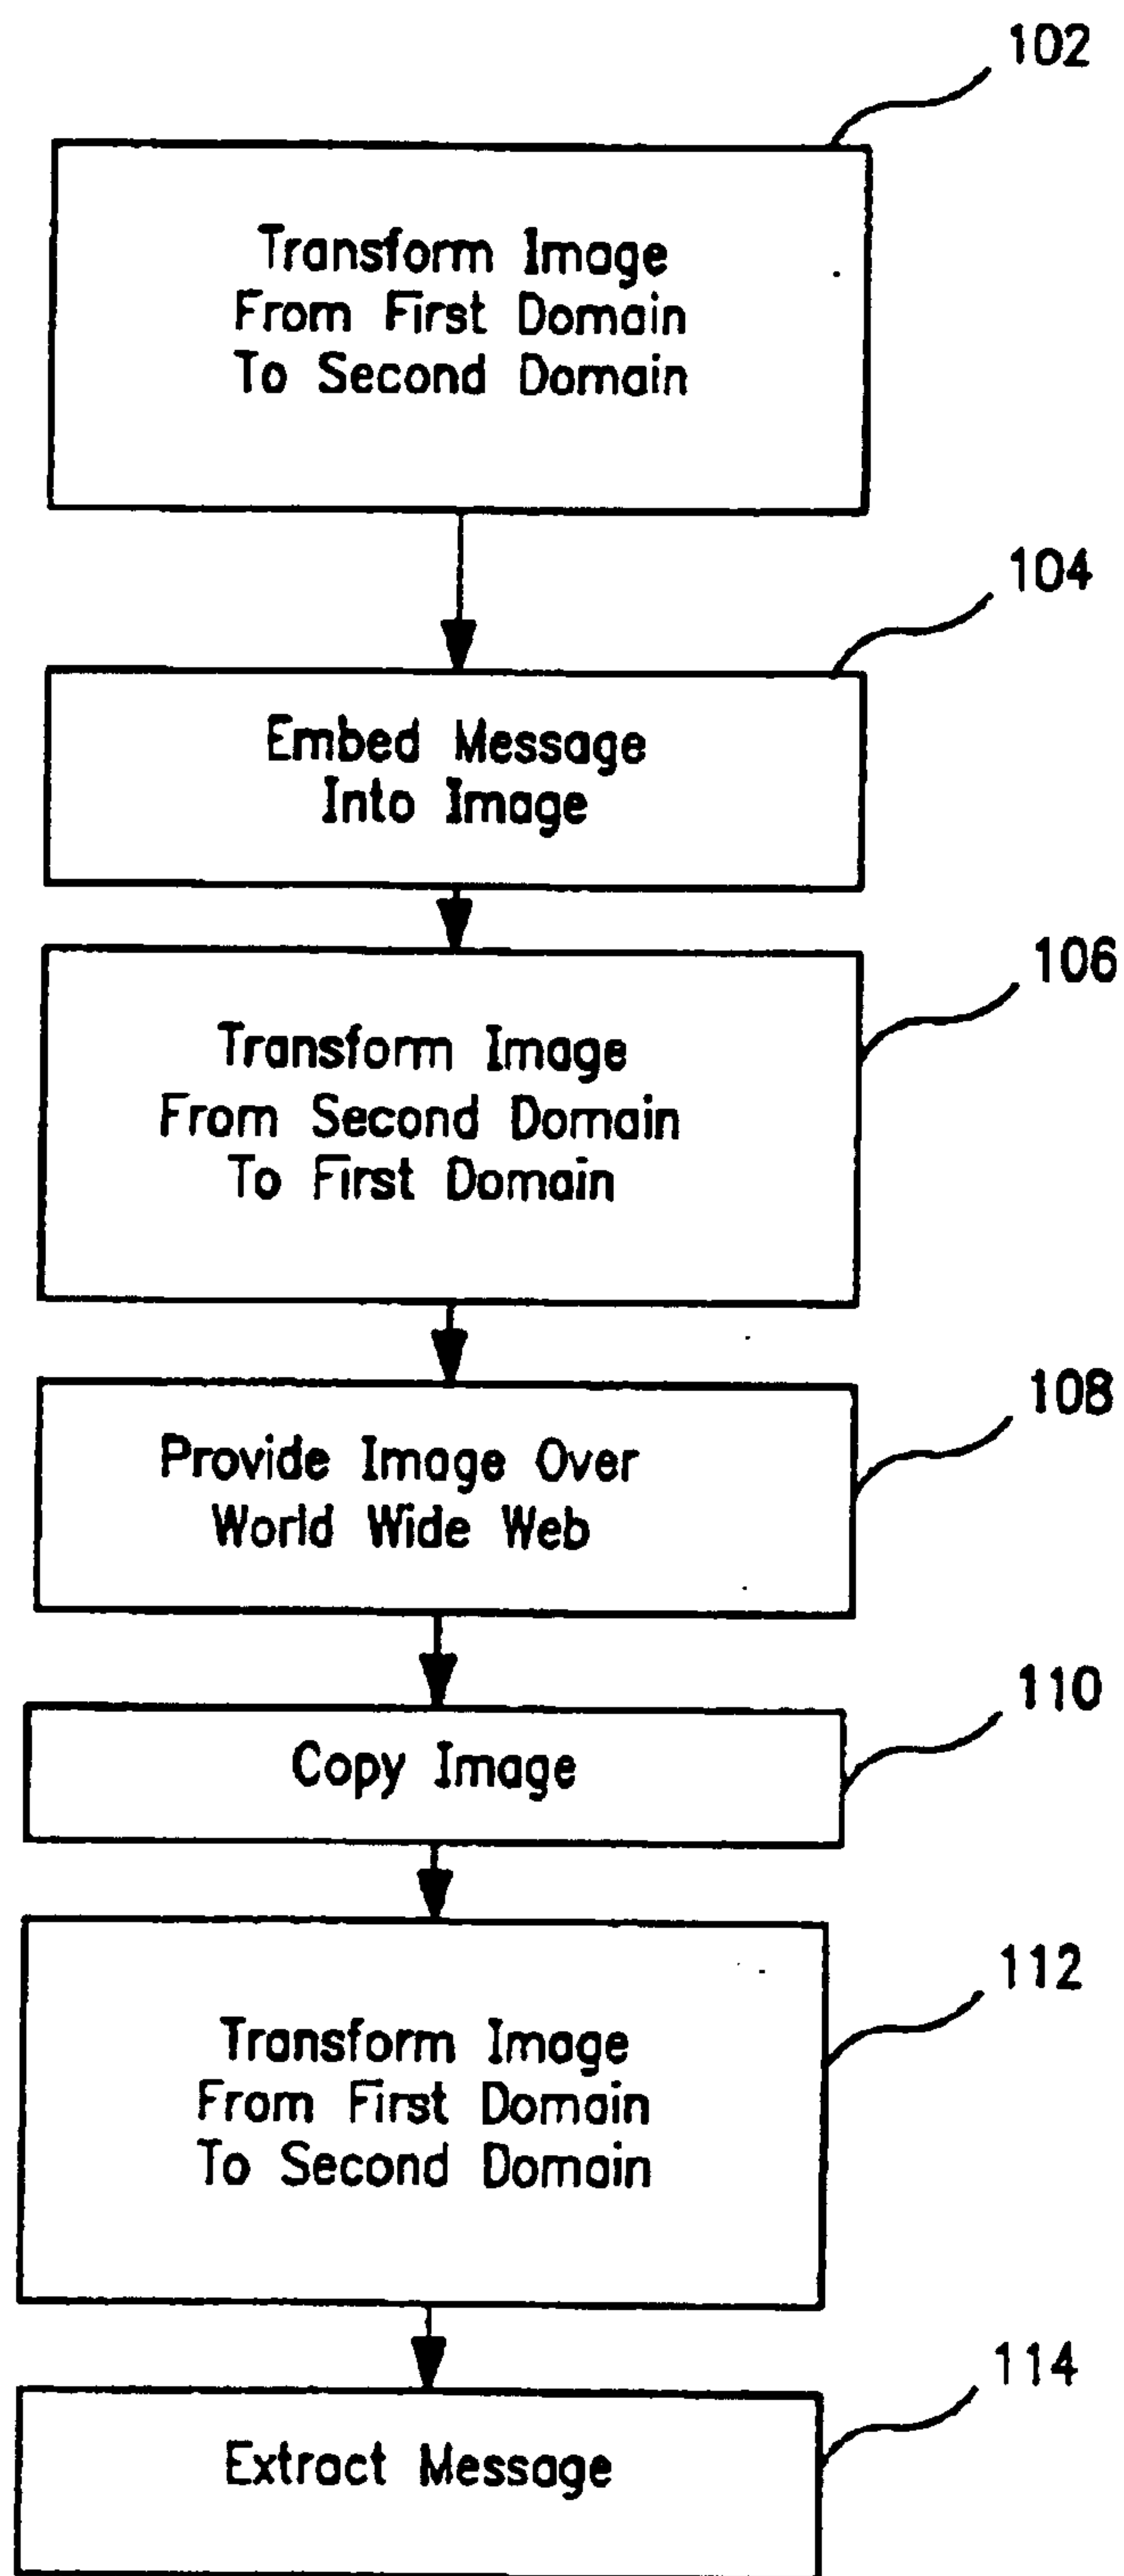 102
Transform Image
From First Domain
To Second Domain
104
Embed Message
Into Image
106
Transform Image
From Second Domain
To First Domain
108
Provide Image Over
World Wide Web
110
Copy Image
112
Transform Image
From First Domain
To Second Domain
114
Extract Message